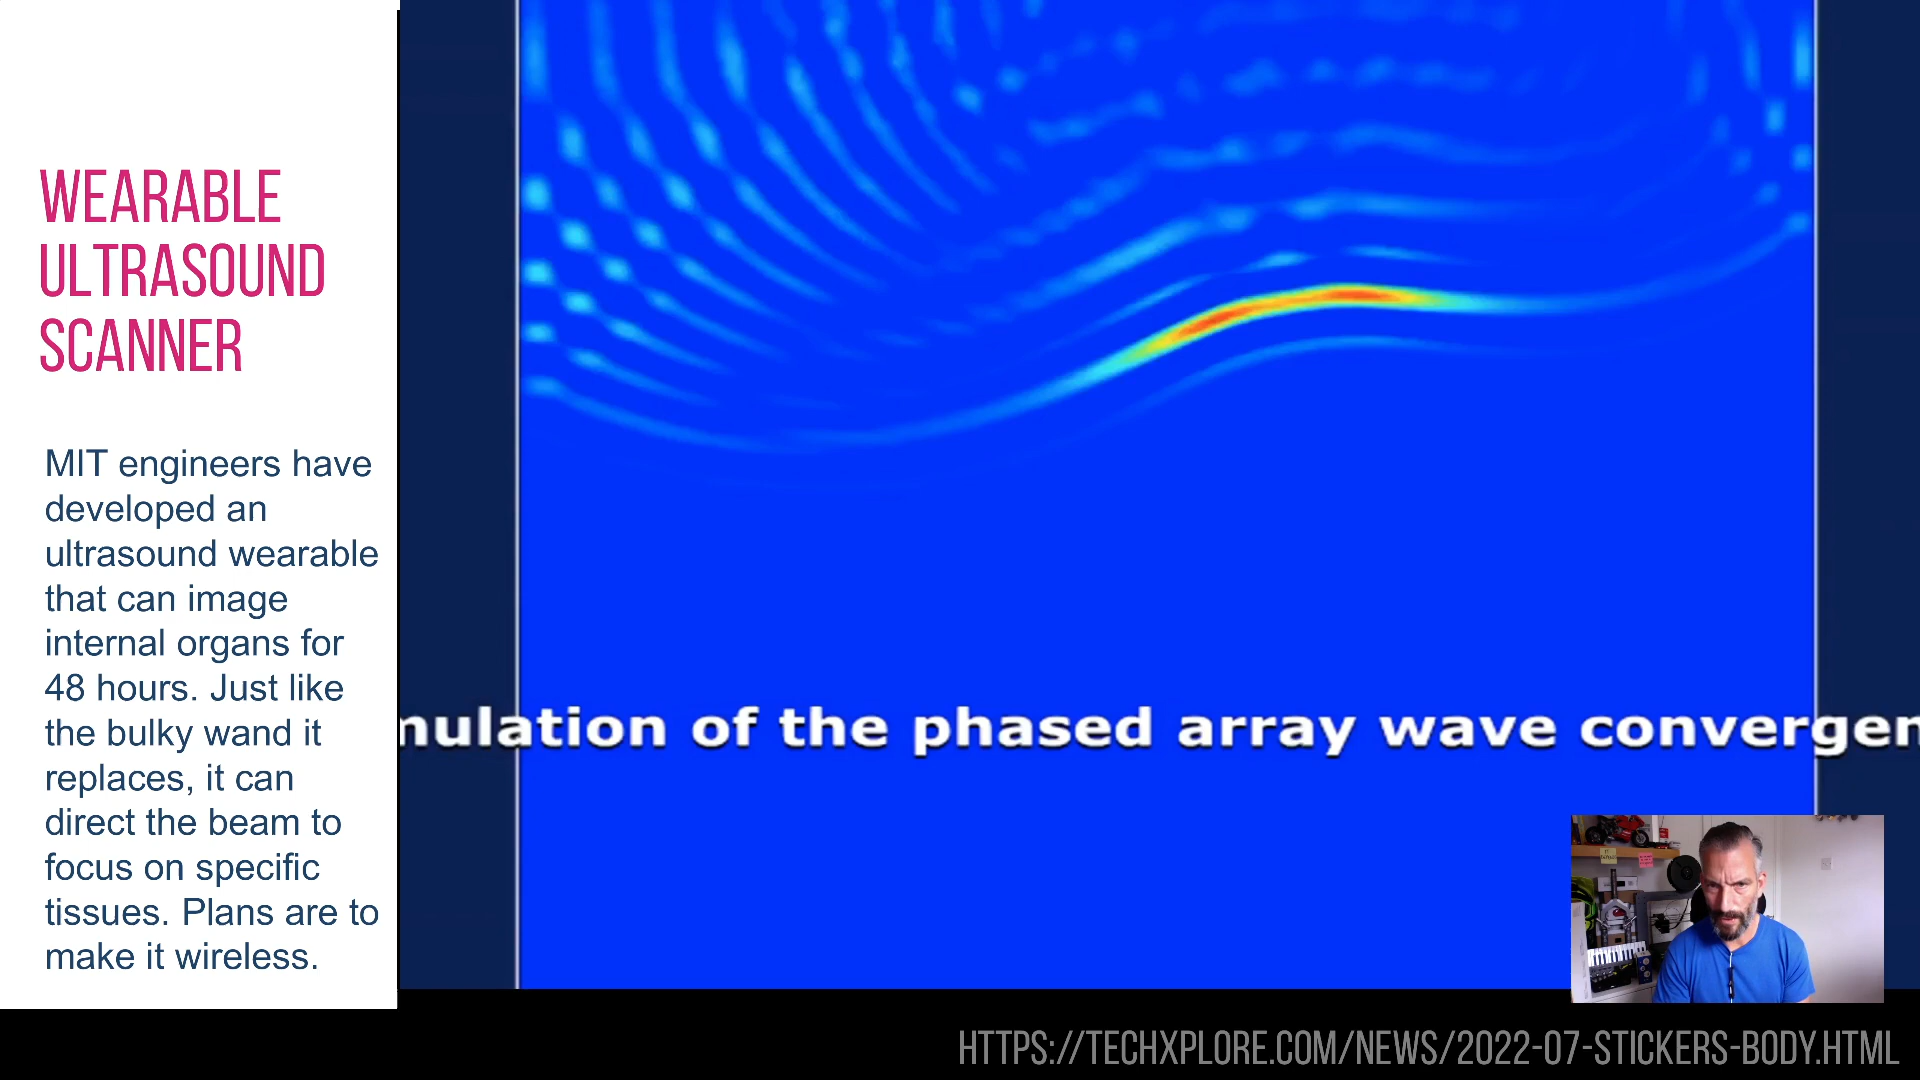 WEARABLE
ULTRASOUND
SCANNER
MIT engineers have
developed an
ultrasound wearable
that can image
internal organs for
48 hours. Just like
the bulky wand it
replaces, it can
direct the beam to
focus on specific
tissues. Plans are to
make it wireless.
mulation of the phased array wave convergen
HTTPS://TECHXPLORE.COM/NEWS/2022-07-STICKERS-BODY.HTML